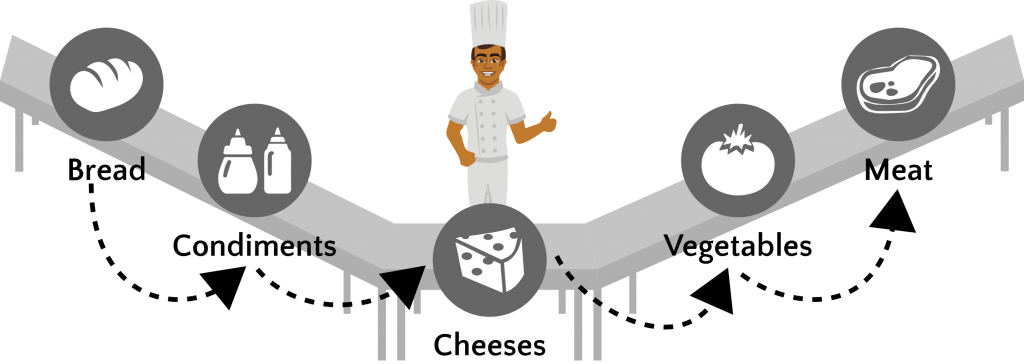 Bread
Condiments
Cheeses
Vegetables
Meat